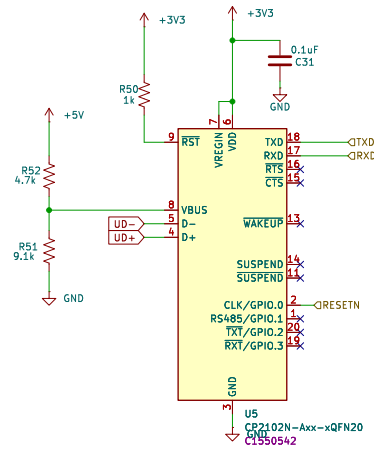 +3V3
+3V3
0.1uF
C31
GND
R50
1k
+5V
R52
4.7k
R51
9.1k
GND
9
RST
7
VREGIN
6
VDD
8
VBUS
UD-
5
D-
UD+
4
D+
TXD
18
TXD
RXD
17
RXD
RTS
16
CTS
15
WAKEUP
13
SUSPEND
14
SUSPEND
11
CLK/GPIO.0
2
RESETN
RS485/GPIO.1
1
TXT/GPIO.2
20
RXT/GPIO.3
19
GND
3
U5
CP2102N-Axx-xQFN20
GND
C1550542